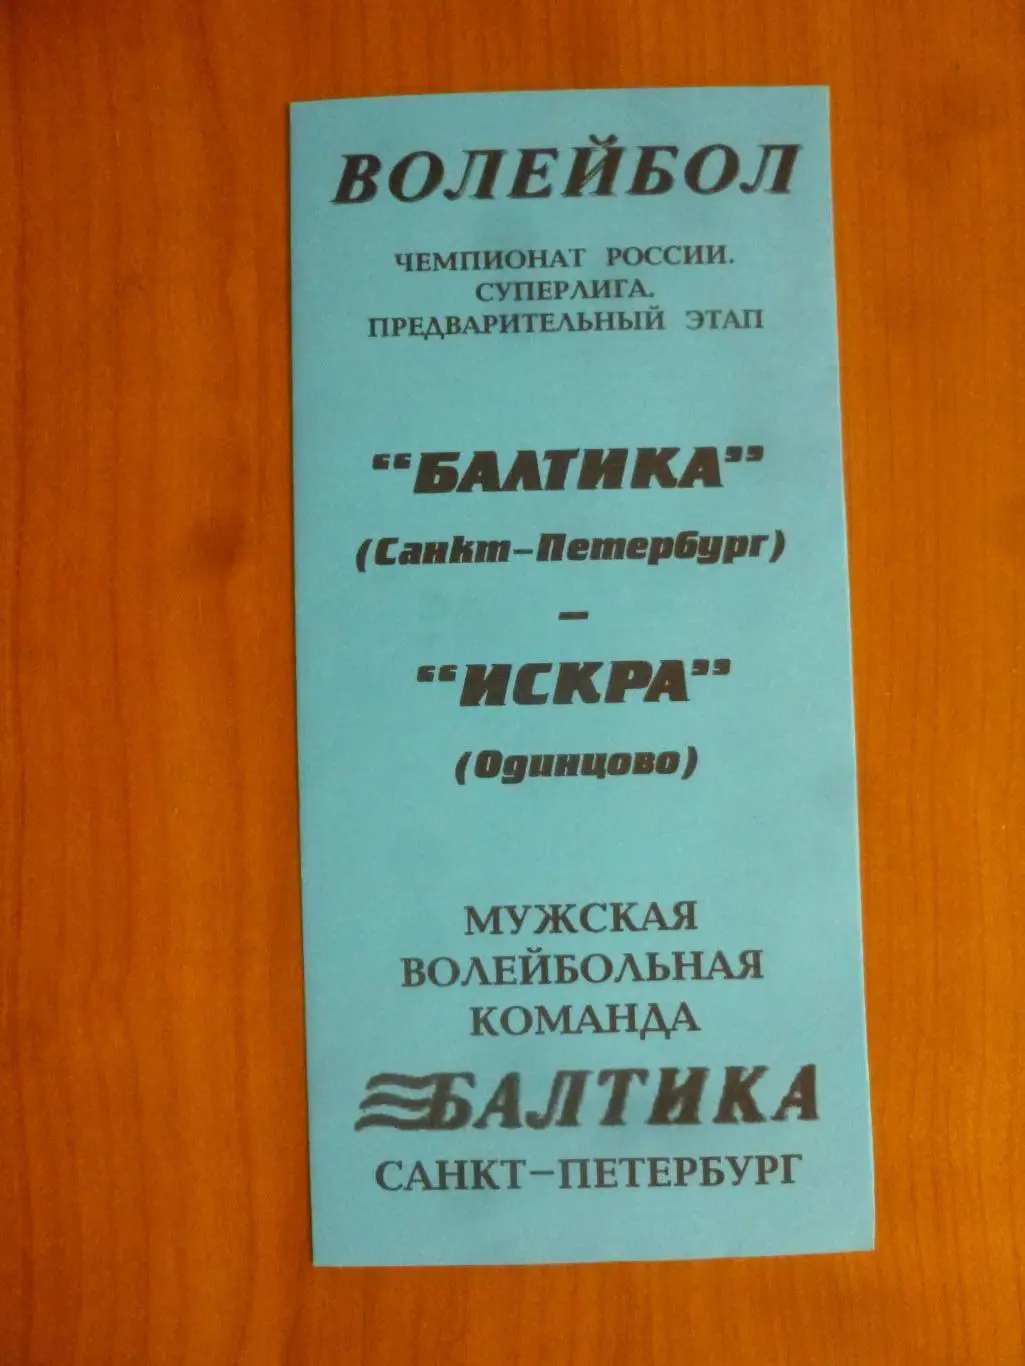 ВОЛЕЙБОЛ
ЧЕМПИОНАТ РОССИИ.
СУПЕРЛИГА.
ПРЕДВАРИТЕЛЬНЫЙ ЭТАП
“БАЛТИКА”
(Санкт-Петербург)
–
“ИСКРА”
(Одинцово)
МУЖСКАЯ
ВОЛЕЙБОЛЬНАЯ
КОМАНДА
БАЛТИКА
САНКТ-ПЕТЕРБУРГ